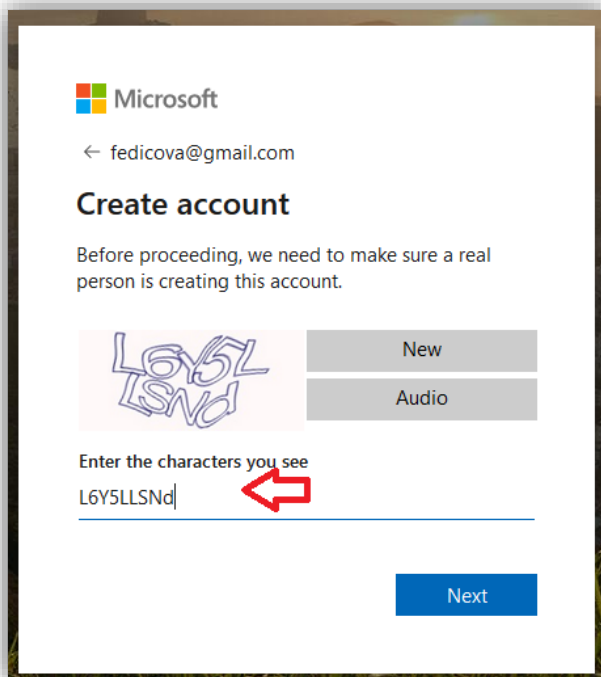 Microsoft
← fedicova@gmail.com
Create account
Before proceeding, we need to make sure a real
person is creating this account.
New
Audio
Enter the characters you see
L6Y5LLSNd
Next